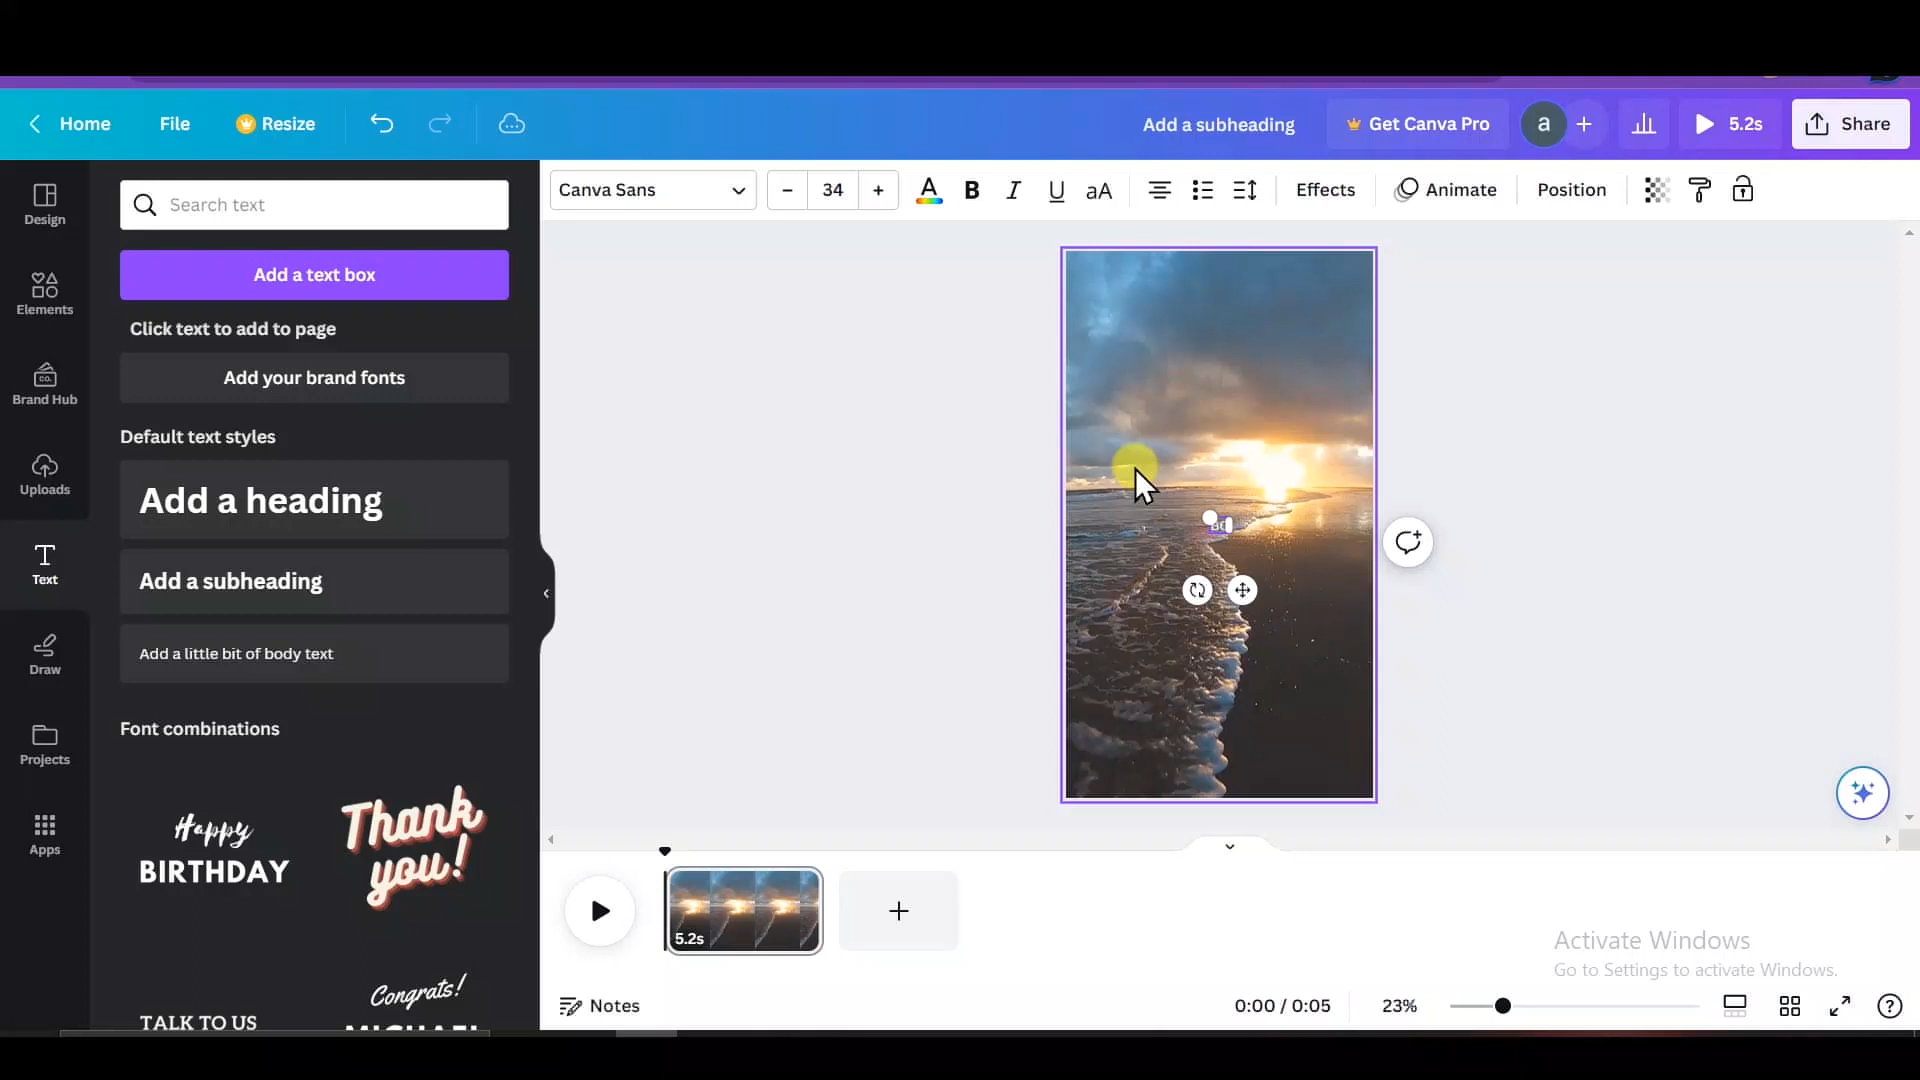 Home File Resize Add a subheading Get Canva Pro a 5.2s Share
Design
Elements
Brand Hub
Uploads
Text
Draw
Projects
Apps
Search text
Add a text box
Click text to add to page
Add your brand fonts
Default text styles
Add a heading
Add a subheading
Add a little bit of body text
Font combinations
Happy
BIRTHDAY
Thank
you!
TALK TO US
Congrats!
MICHAEL
Canva Sans 34 A B I U aA Effects Animate Position
CO.
5.2s
Activate Windows
Go to Settings to activate Windows.
Notes 0:00 / 0:05 23%